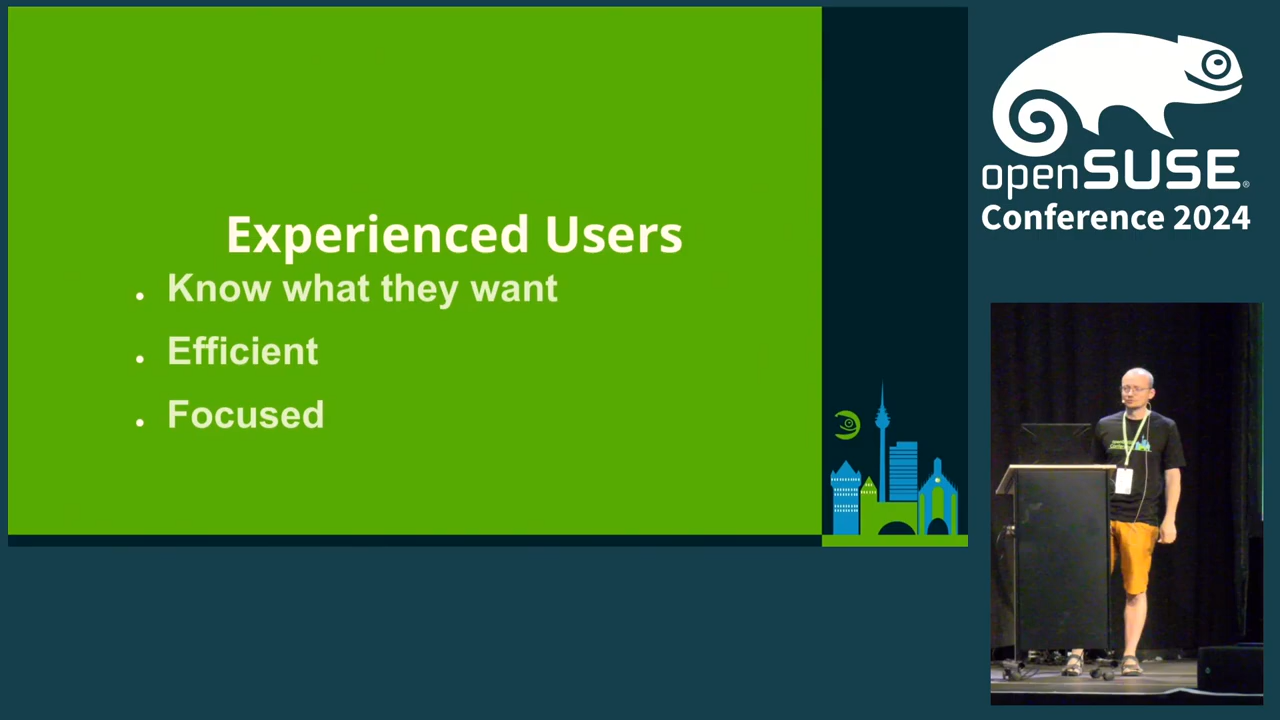 Experienced Users
Know what they want
Efficient
Focused
openSUSE®
Conference 2024